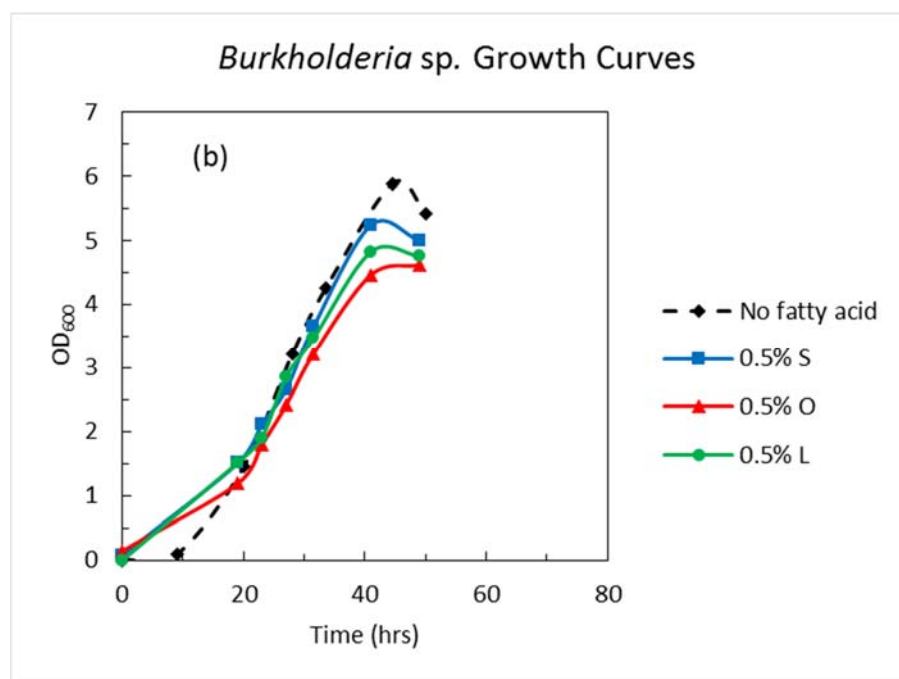 Burkholderia sp. Growth Curves
(b)
7
6
5
4
3
2
1
0
OD600
0 20 40 60 80
Time (hrs)
No fatty acid
0.5% S
0.5% O
0.5% L